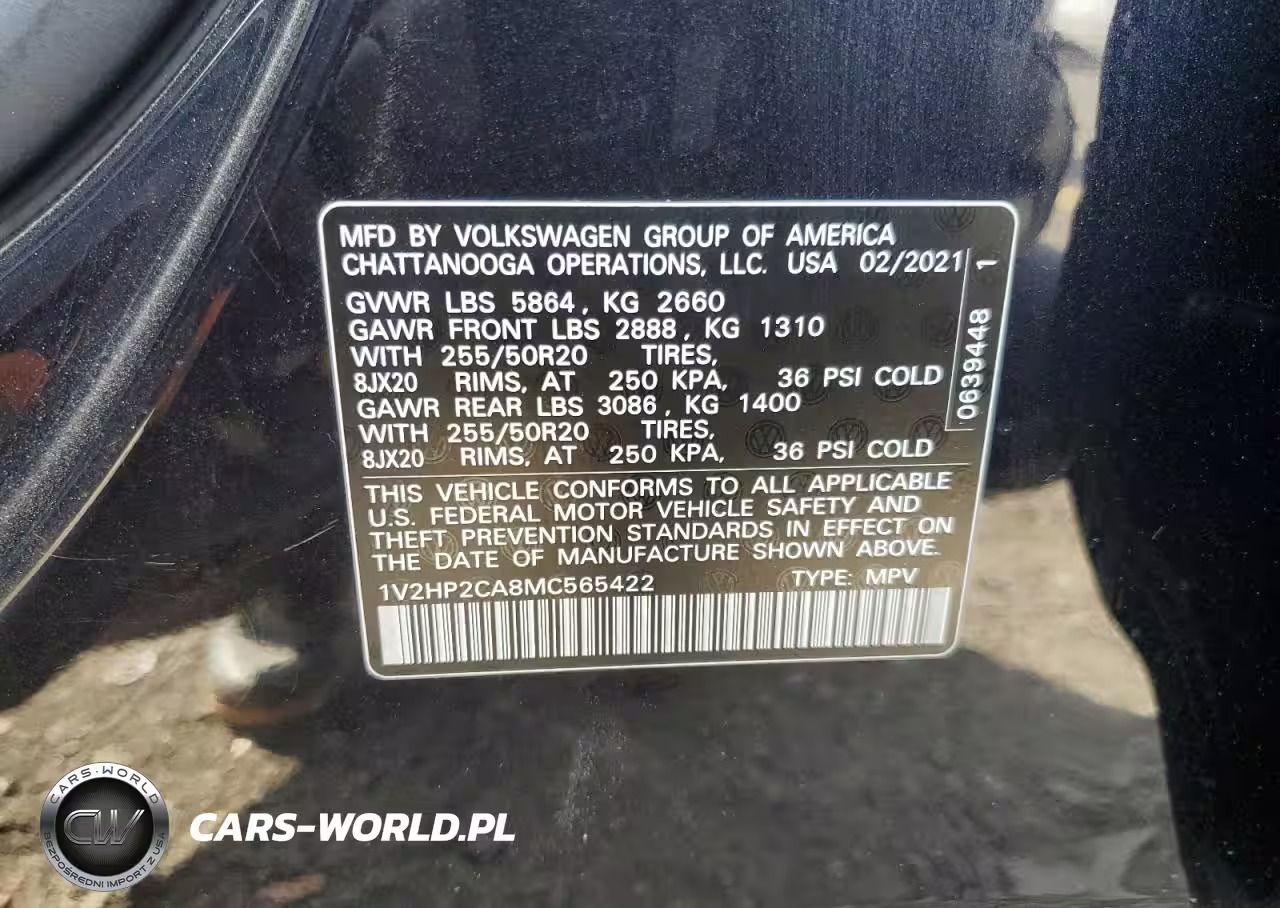 MFD BY VOLKSWAGEN GROUP OF AMERICA
CHATTANOOGA OPERATIONS, LLC. USA 02/2021
GVWR LBS 5864, KG 2660
GAWR FRONT LBS 2888, KG 1310
WITH 255/50R20 TIRES,
8JX20 RIMS, AT 250 KPA, 36 PSI COLD
GAWR REAR LBS 3086, KG 1400
WITH 255/50R20 TIRES,
8JX20 RIMS, AT 250 KPA, 36 PSI COLD
0639448 1
THIS VEHICLE CONFORMS TO ALL APPLICABLE
U.S. FEDERAL MOTOR VEHICLE SAFETY AND
THEFT PREVENTION STANDARDS IN EFFECT ON
THE DATE OF MANUFACTURE SHOWN ABOVE.
1V2HP2CA8MC565422 TYPE: MPV
CARS-WORLD
CW
BEZPOŚREDNI IMPORT Z USA
CARS-WORLD.PL